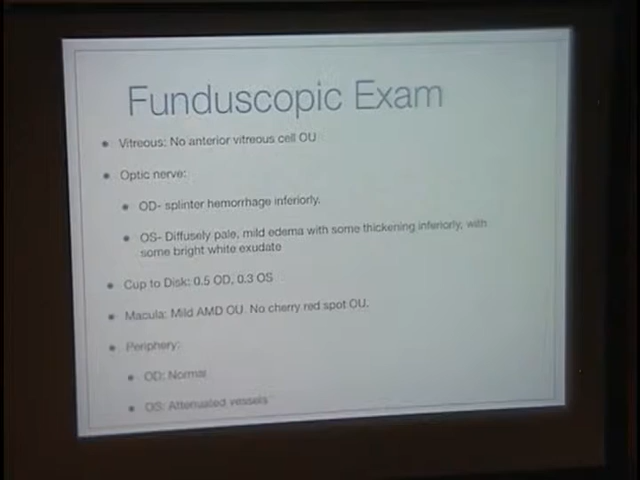 Funduscopic Exam
Vitreous: No anterior vitreous cell OU
Optic nerve:
OD- splinter hemorrhage inferiorly.
OS- Diffusely pale, mild edema with some thickening inferiorly, with
some bright white exudate
Cup to Disk: 0.5 OD, 0.3 OS
Macula: Mild AMD OU. No cherry red spot OU.
Periphery:
OD: Normal
OS: Attenuated vessels